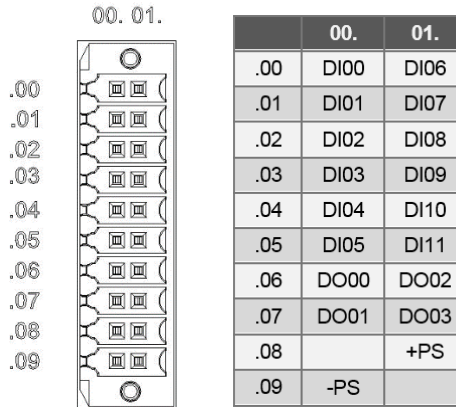 00. 01.
.00
.01
.02
.03
.04
.05
.06
.07
.08
.09
00. 01.
.00 DI00 DI06
.01 DI01 DI07
.02 DI02 DI08
.03 DI03 DI09
.04 DI04 DI10
.05 DI05 DI11
.06 DO00 DO02
.07 DO01 DO03
.08 +PS
.09 -PS